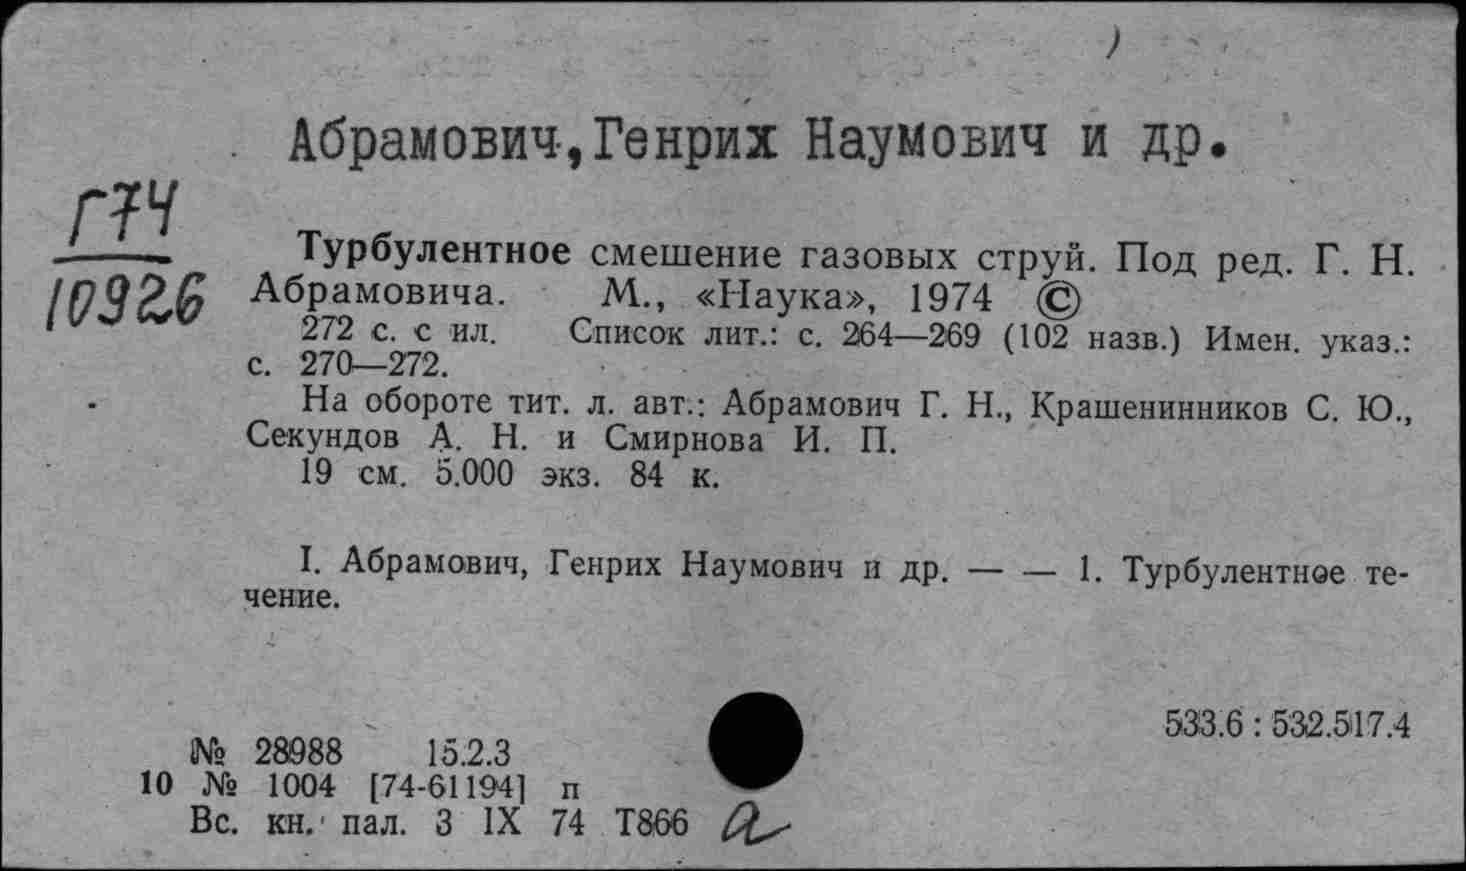 Абрамович,Генрих Наумович и др.
Г74
10926
Турбулентное смешение газовых струй. Под ред. Г. Н.
Абрамовича. М., «Наука», 1974 ©
272 с. с ил. Список лит.: с. 264—269 (102 назв.) Имен. указ.:
с. 270—272.
На обороте тит. л. авт.: Абрамович Г. Н., Крашенинников С. Ю.,
Секундов А. Н. и Смирнова И. П.
19 см. 5.000 экз. 84 к.
I. Абрамович, Генрих Наумович и др. — — 1. Турбулентное те-
чение.
533.6 : 532.517.4
№ 28988 15.2.3
10 № 1004 [74-61194] п
Вс. кн. пал. 3 IX 74 Т866